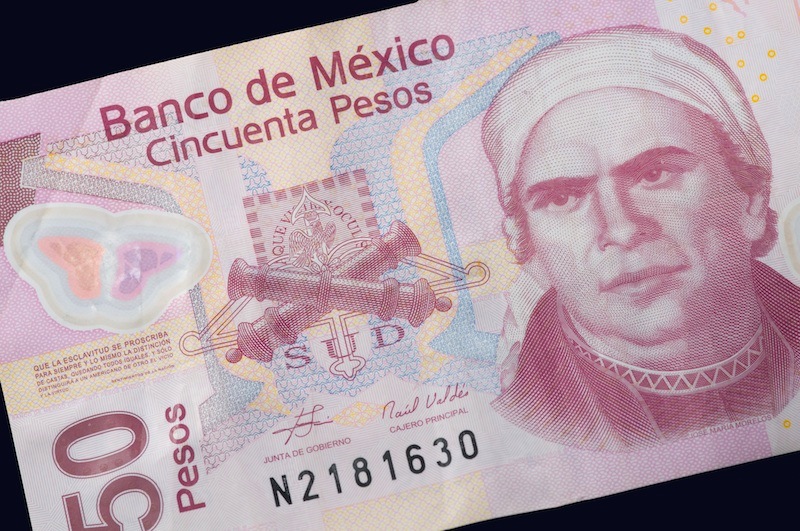 Banco de México
Cincuenta Pesos
SUD
QUE LA ESCLAVITUD SE PROSCRIBA
PARA SIEMPRE Y LO MISMO LA DISTINCIÓN
DE CASTAS, QUEDANDO TODOS IGUALES, Y SÓLO
DISTINGUIRÁ A UN AMERICANO DE OTRO EL VICIO
Y LA VIRTUD
Raúl Valdés
JUNTA DE GOBIERNO
CAJERO PRINCIPAL
N2181630
50
Pesos
JOSÉ MARÍA MORELOS